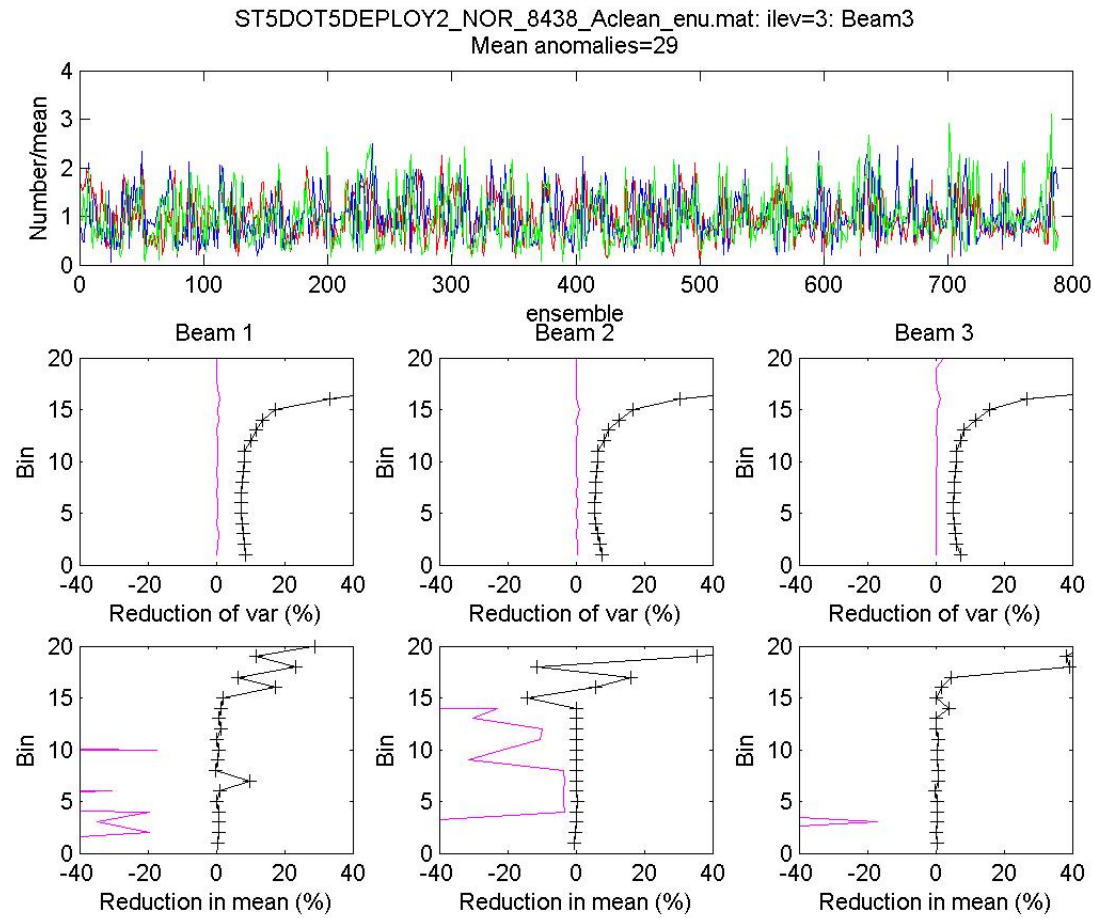 ST5DOT5DEPLOY2_NOR_8438_Aclean_enu.mat: ilev=3: Beam3
Mean anomalies=29
Number/mean
4
3
2
1
0
0 100 200 300 400 500 600 700 800
ensemble
Beam 1 Beam 2 Beam 3
Bin
20
15
10
5
0
-40 -20 0 20 40
Reduction of var (%)
Bin
20
15
10
5
0
-40 -20 0 20 40
Reduction of var (%)
Bin
20
15
10
5
0
-40 -20 0 20 40
Reduction of var (%)
Bin
20
15
10
5
0
-40 -20 0 20 40
Reduction in mean (%)
Bin
20
15
10
5
0
-40 -20 0 20 40
Reduction in mean (%)
Bin
20
15
10
5
0
-40 -20 0 20 40
Reduction in mean (%)